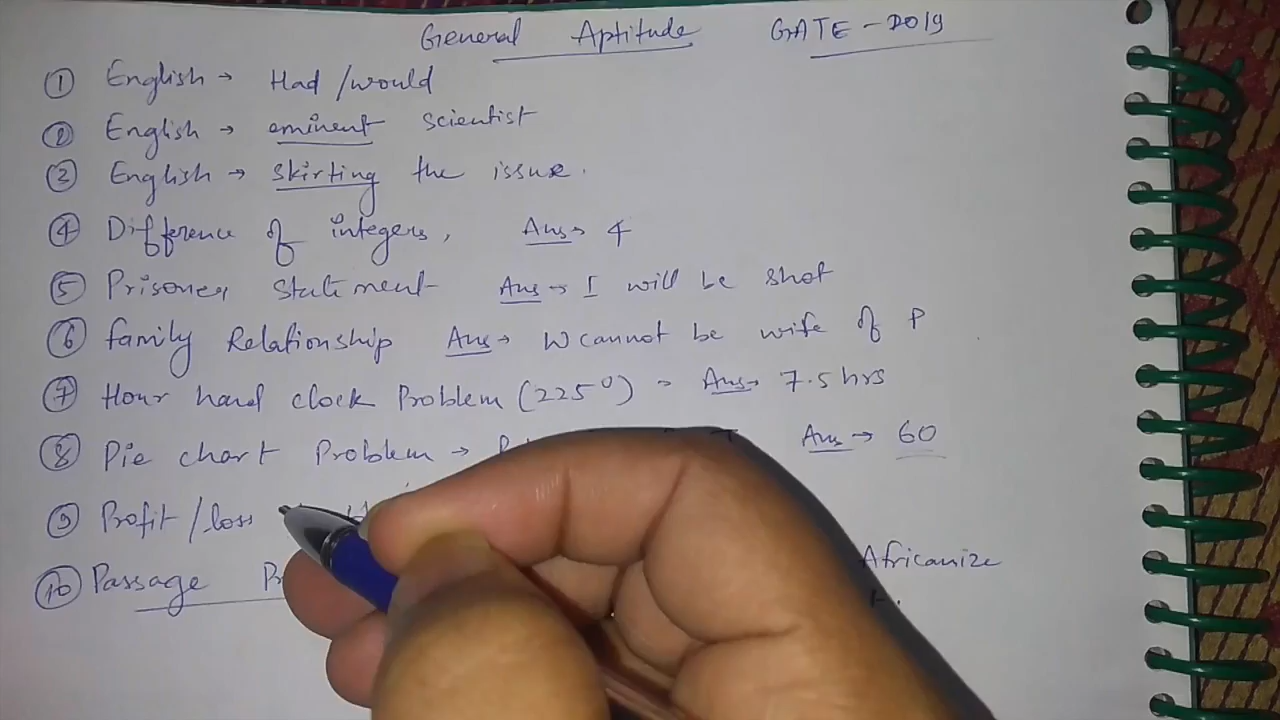 General Aptitude GATE-2019
① English → Had/would
② English → eminent scientist
③ English → skirting the issue.
④ Difference of integers, Ans → 4
⑤ Prisoner Statement Ans → I will be shot
⑥ family Relationship Ans → W cannot be wife of P
⑦ Hour hand clock Problem (225°) - Ans → 7.5 hrs
⑧ Pie chart Problem → Ans → 60
⑨ Profit/loss
⑩ Passage Africanize